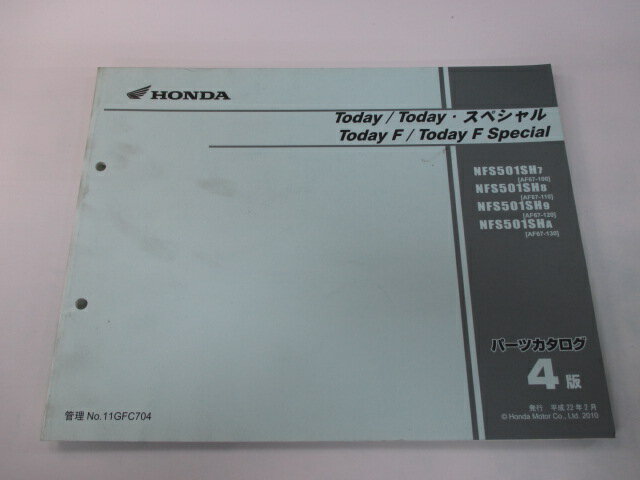 HONDA
Today / Today・スペシャル
Today F / Today F Special
NFS501SH7
[AF67-100]
NFS501SH8
[AF67-110]
NFS501SH9
[AF67-120]
NFS501SHA
[AF67-130]
パーツカタログ
4版
発行 平成22年2月
© Honda Motor Co., Ltd. 2010
管理 No.11GFC704